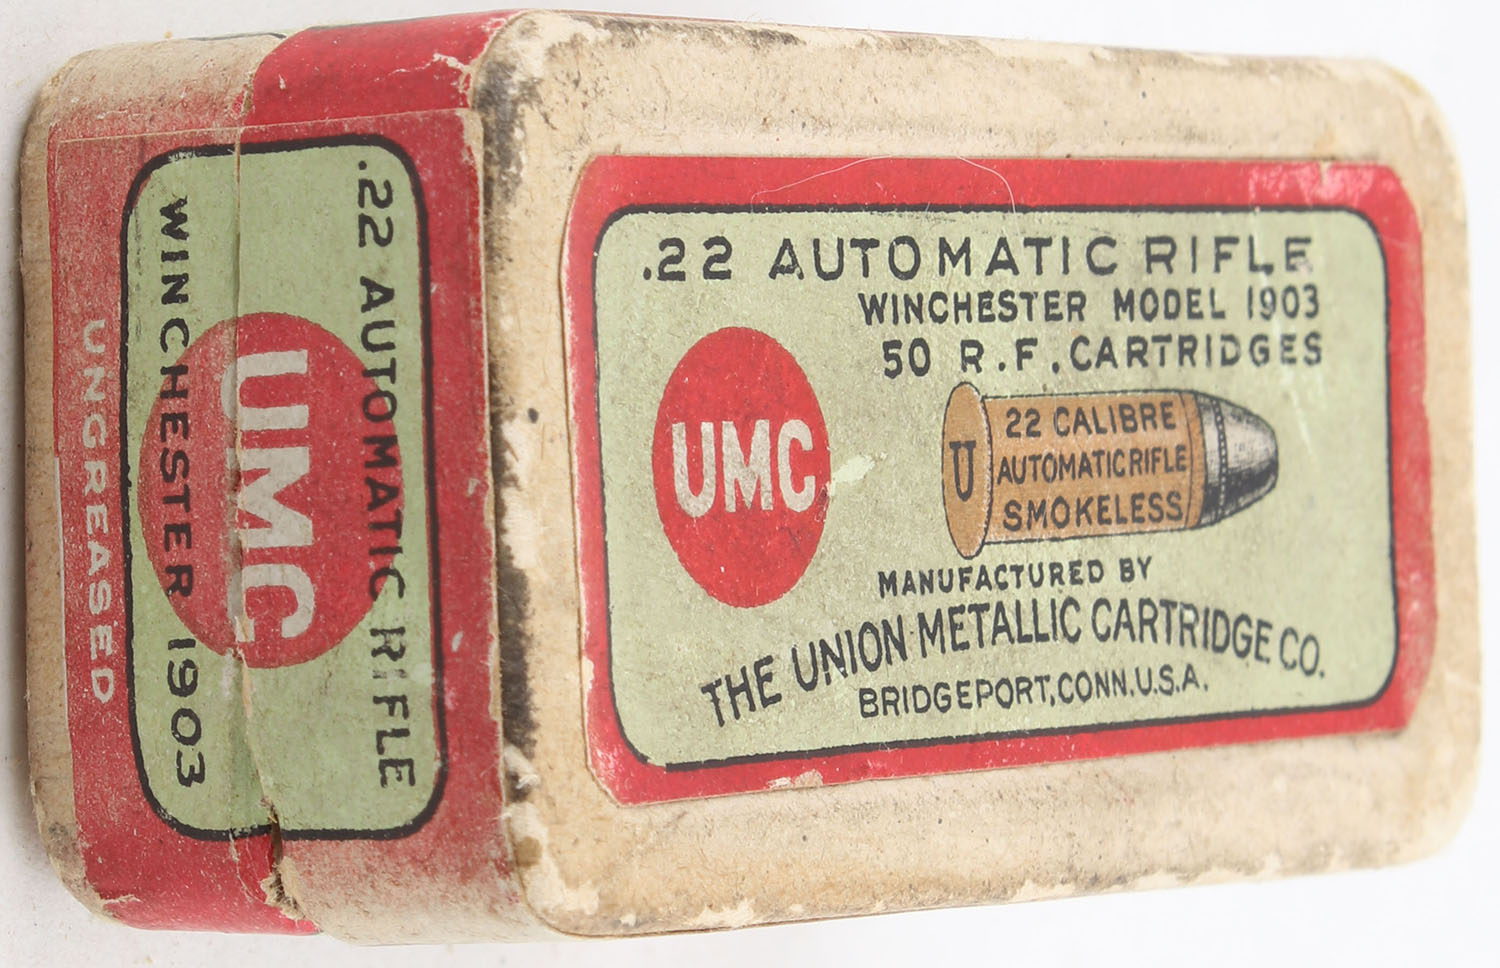 .22 AUTOMATIC RIFLE
WINCHESTER MODEL 1903
50 R.F. CARTRIDGES
UMC
U
22 CALIBRE
AUTOMATIC RIFLE
SMOKELESS
MANUFACTURED BY
THE UNION METALLIC CARTRIDGE CO.
BRIDGEPORT, CONN. U.S.A.
.22 AUTOMATIC RIFLE
UMC
WINCHESTER 1903
UNGREASED